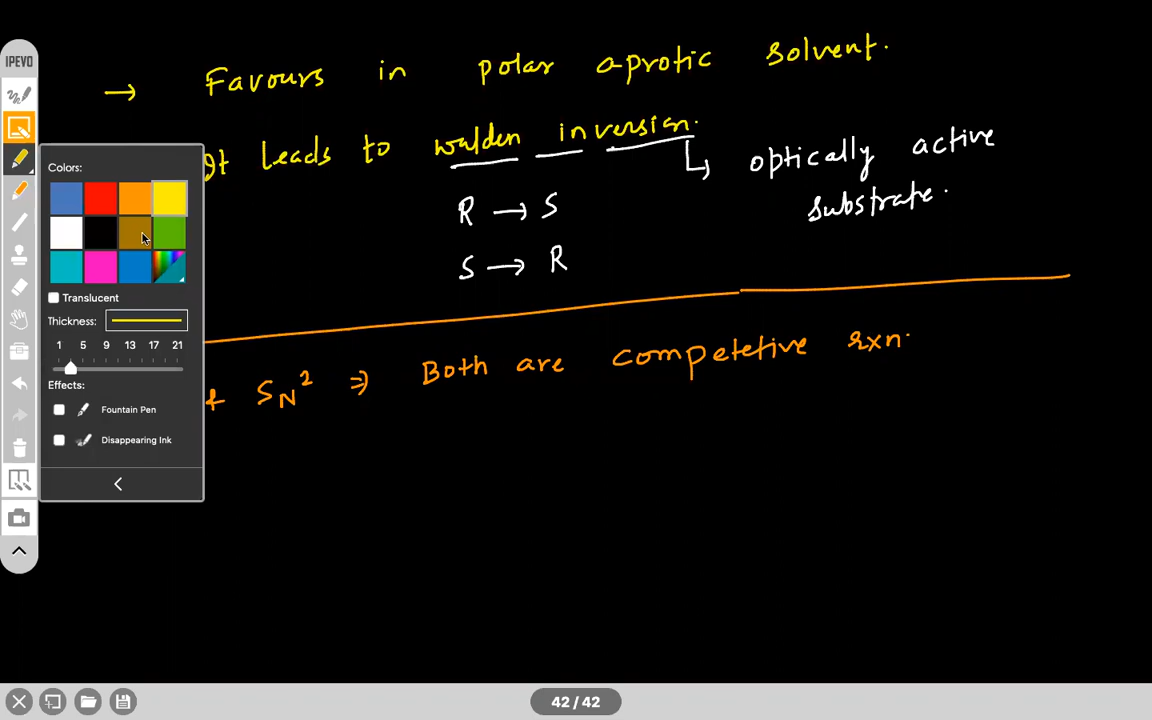 → Favours in polar aprotic solvent.
It leads to walden inversion.
↳ optically active
substrate.
R → S
S → R
SN2 ⇒ Both are competetive rxn.
IPEVO
Colors:
Translucent
Thickness:
1 5 9 13 17 21
Effects:
Fountain Pen
Disappearing Ink
42 / 42